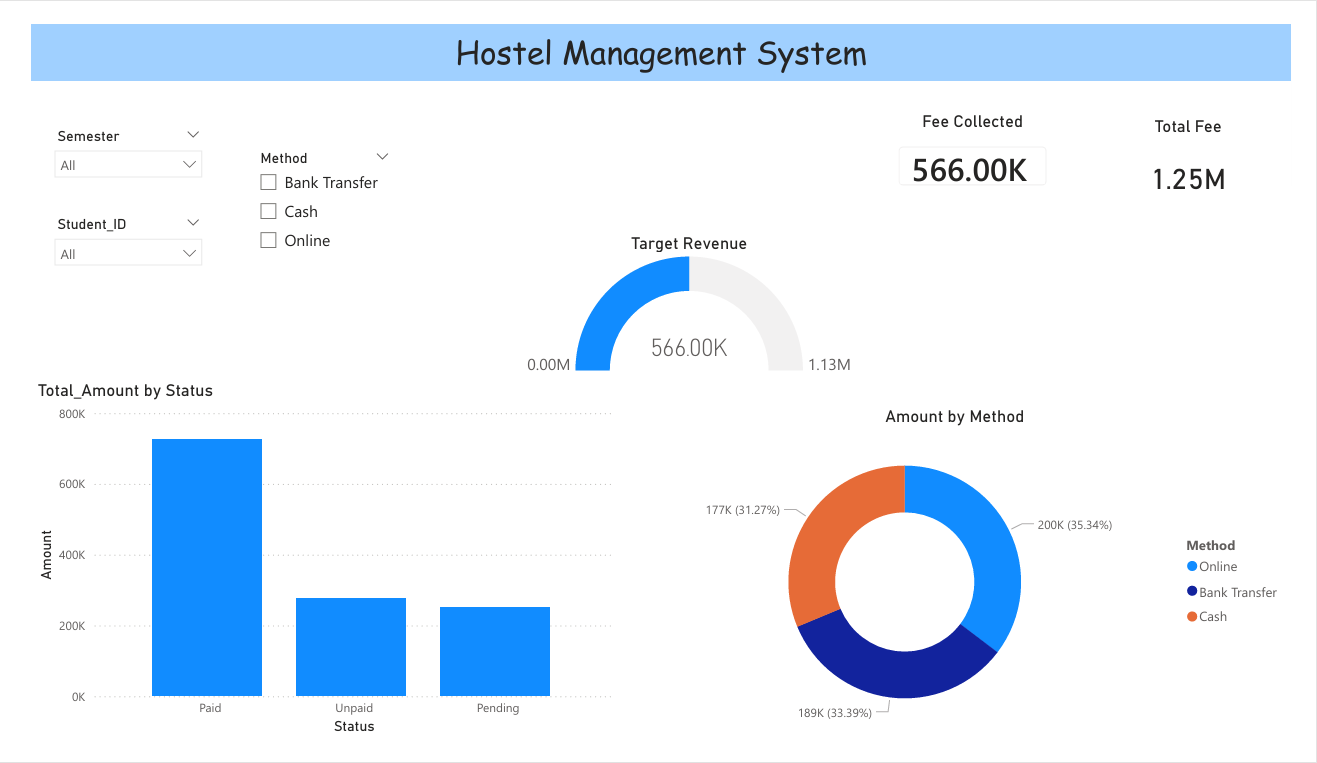 Hostel Management System
Semester
All
Student_ID
All
Method
Bank Transfer
Cash
Online
Fee Collected
566.00K
Total Fee
1.25M
Target Revenue
566.00K
0.00M
1.13M
Total_Amount by Status
800K
600K
400K
200K
0K
Amount
Paid
Unpaid
Pending
Status
Amount by Method
177K (31.27%)
200K (35.34%)
189K (33.39%)
Method
Online
Bank Transfer
Cash